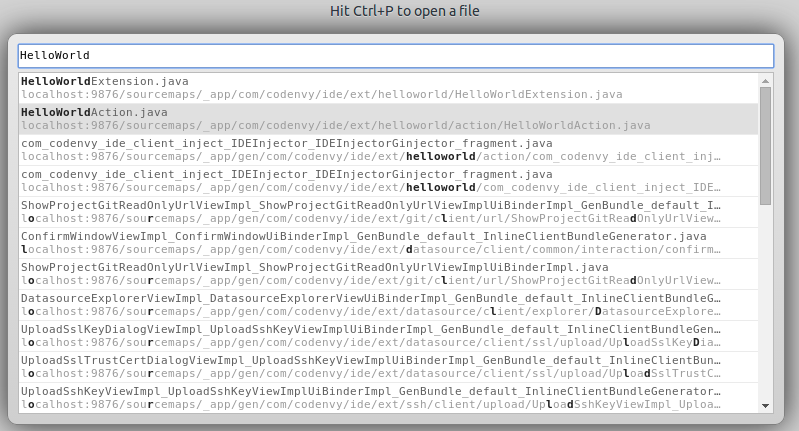 Hit Ctrl+P to open a file
HelloWorld
HelloWorldExtension.java
localhost:9876/sourcemaps/_app/com/codenvy/ide/ext/helloworld/HelloWorldExtension.java
HelloWorldAction.java
localhost:9876/sourcemaps/_app/com/codenvy/ide/ext/helloworld/action/HelloWorldAction.java
com_codenvy_ide_client_inject_IDEInjector_IDEInjectorGinjector_fragment.java
localhost:9876/sourcemaps/_app/gen/com/codenvy/ide/ext/helloworld/action/com_codenvy_ide_client_inj…
com_codenvy_ide_client_inject_IDEInjector_IDEInjectorGinjector_fragment.java
localhost:9876/sourcemaps/_app/gen/com/codenvy/ide/ext/helloworld/com_codenvy_ide_client_inject_IDE…
ShowProjectGitReadOnlyUrlViewImpl_ShowProjectGitReadOnlyUrlViewImplUiBinderImpl_GenBundle_default_I…
localhost:9876/sourcemaps/_app/gen/com/codenvy/ide/ext/git/client/url/ShowProjectGitReadOnlyUrlView…
ConfirmWindowViewImpl_ConfirmWindowUiBinderImpl_GenBundle_default_InlineClientBundleGenerator.java
localhost:9876/sourcemaps/_app/gen/com/codenvy/ide/ext/datasource/client/common/interaction/confirm…
ShowProjectGitReadOnlyUrlViewImpl_ShowProjectGitReadOnlyUrlViewImplUiBinderImpl.java
localhost:9876/sourcemaps/_app/gen/com/codenvy/ide/ext/git/client/url/ShowProjectGitReadOnlyUrlView…
DatasourceExplorerViewImpl_DatasourceExplorerViewUiBinderImpl_GenBundle_default_InlineClientBundleG…
localhost:9876/sourcemaps/_app/gen/com/codenvy/ide/ext/datasource/client/explorer/DatasourceExplore…
UploadSslKeyDialogViewImpl_UploadSshKeyViewImplUiBinderImpl_GenBundle_default_InlineClientBundleGen…
localhost:9876/sourcemaps/_app/gen/com/codenvy/ide/ext/datasource/client/ssl/upload/UploadSslKeyDia…
UploadSslTrustCertDialogViewImpl_UploadSshKeyViewImplUiBinderImpl_GenBundle_default_InlineClientBun…
localhost:9876/sourcemaps/_app/gen/com/codenvy/ide/ext/datasource/client/ssl/upload/UploadSslTrustC…
UploadSshKeyViewImpl_UploadSshKeyViewImplUiBinderImpl_GenBundle_default_InlineClientBundleGenerator…
localhost:9876/sourcemaps/_app/gen/com/codenvy/ide/ext/ssh/client/upload/UploadSshKeyViewImpl_Uploa…